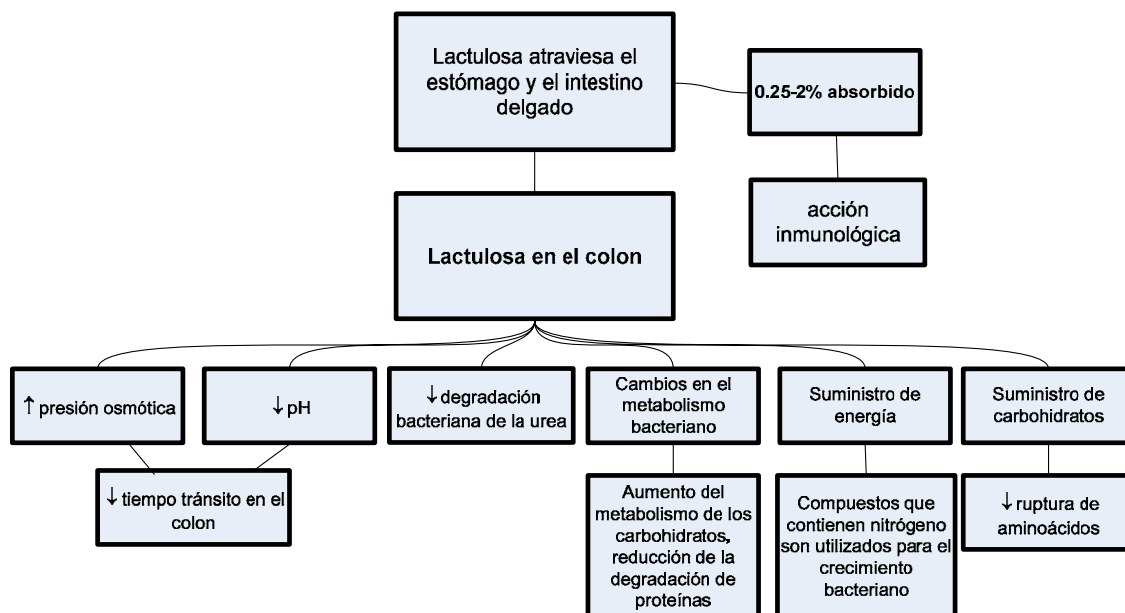 Lactulosa atraviesa el
estómago y el intestino
delgado
0.25-2% absorbido
acción
inmunológica
Lactulosa en el colon
↑ presión osmótica
↓ pH
↓ degradación
bacteriana de la urea
Cambios en el
metabolismo
bacteriano
Suministro de
energía
Suministro de
carbohidratos
↓ tiempo tránsito en el
colon
Aumento del
metabolismo de los
carbohidratos,
reducción de la
degradación de
proteínas
Compuestos que
contienen nitrógeno
son utilizados para el
crecimiento
bacteriano
↓ ruptura de
aminoácidos